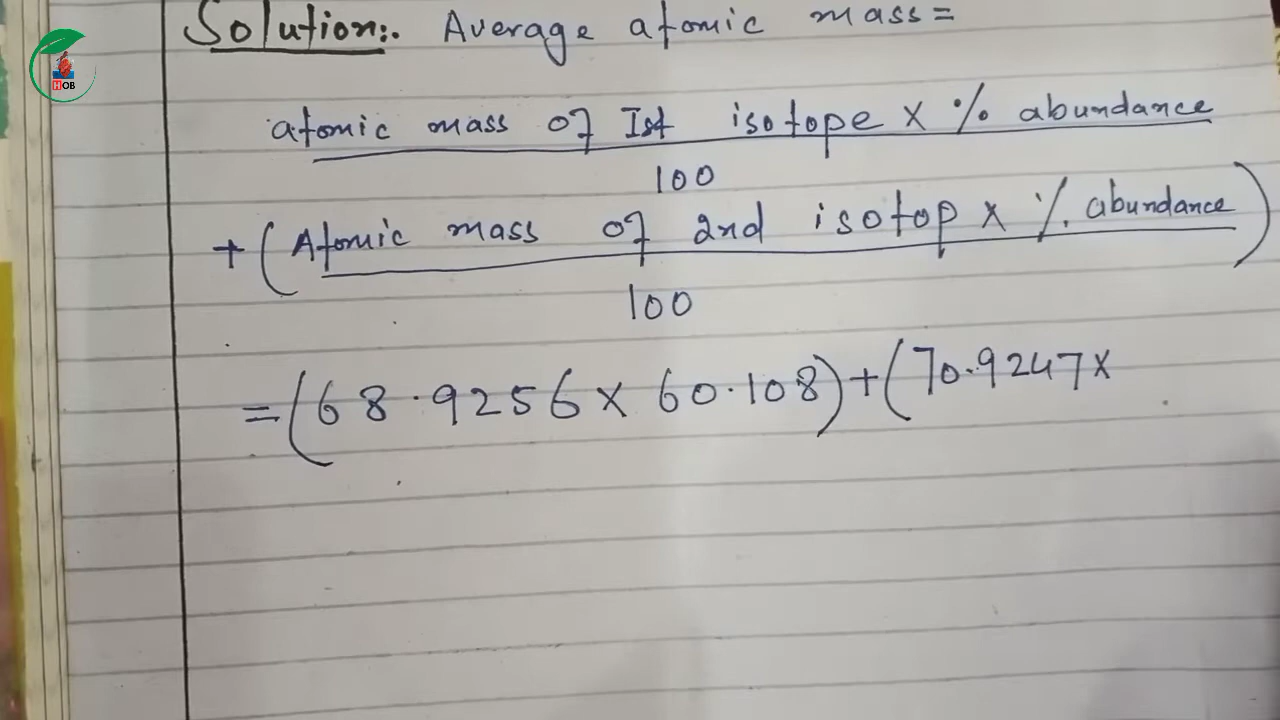 HOB
Solution:. Average atomic mass=
atomic mass of Ist isotope x % abundance
100
+ (Atomic mass of 2nd isotop x % abundance)
100
= (68.9256 x 60.108) + (70.9247 x